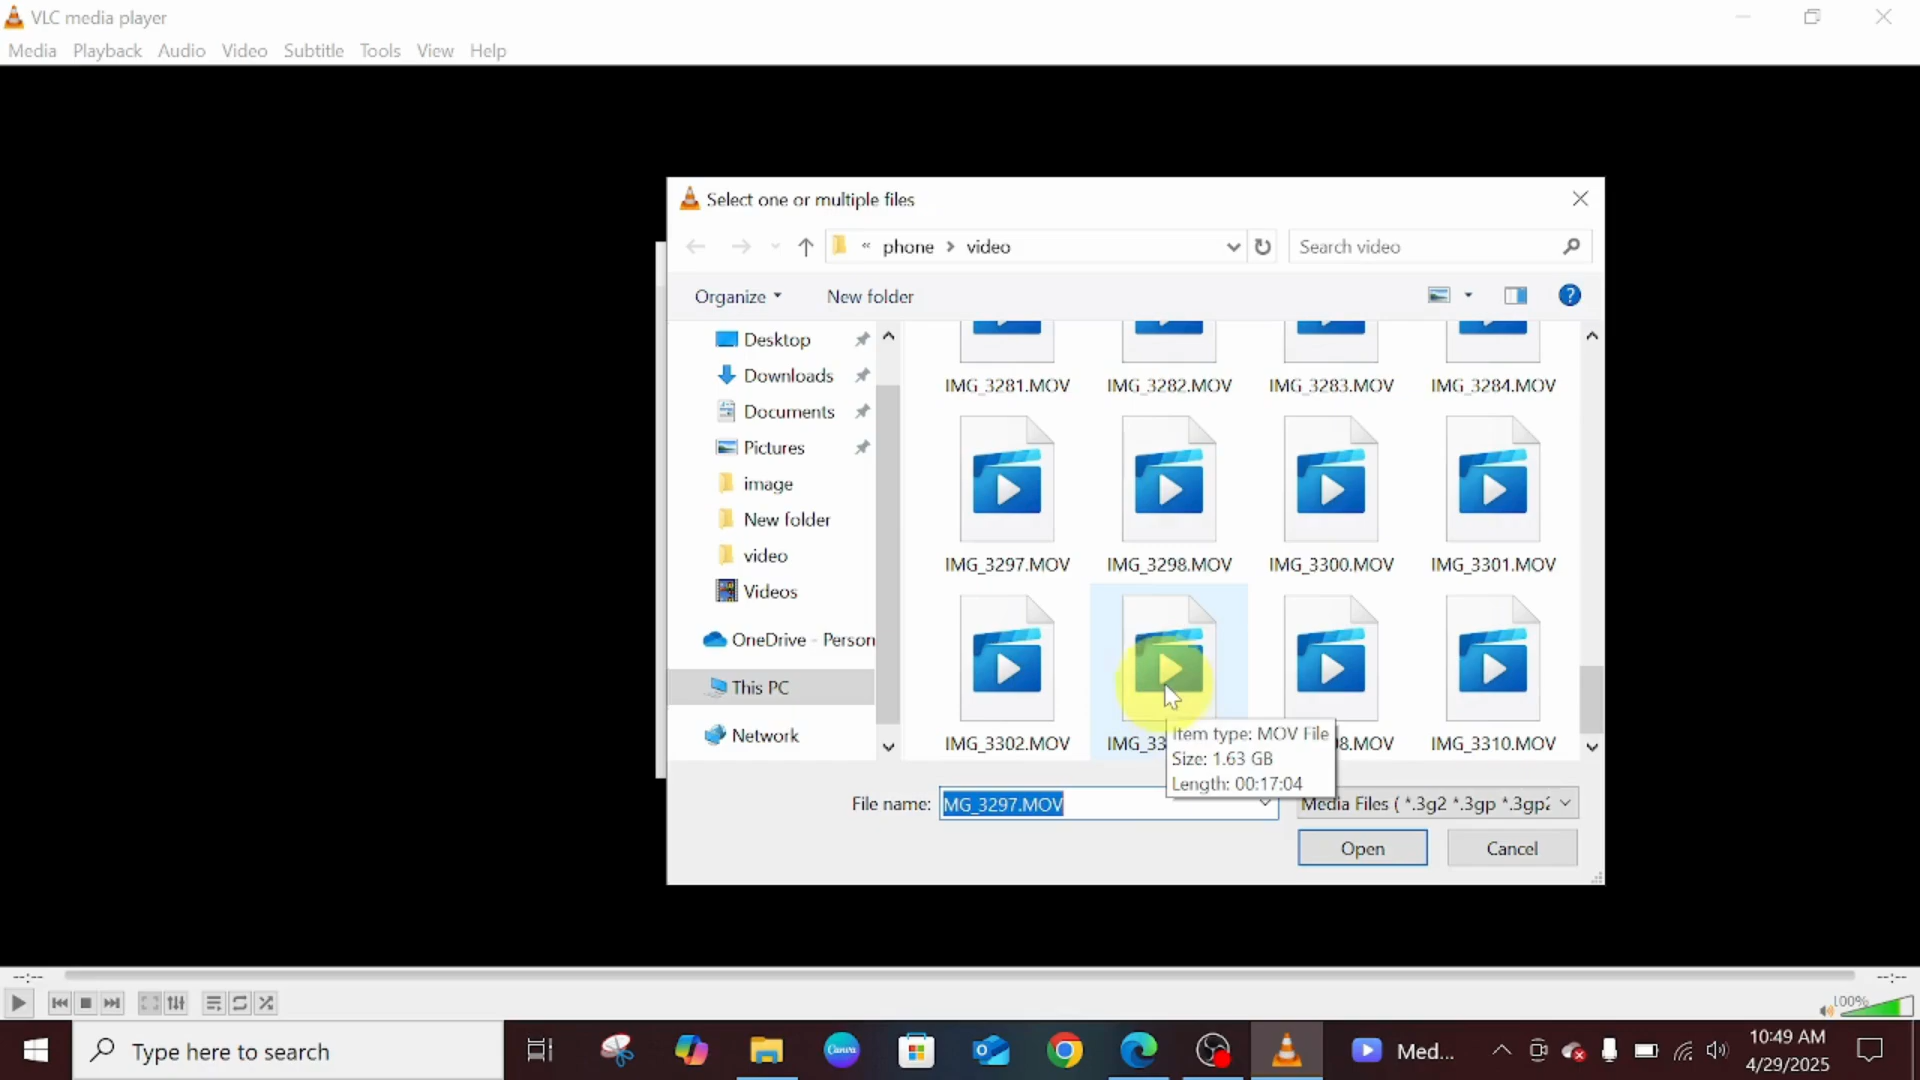 VLC media player
Media Playback Audio Video Subtitle Tools View Help
Select one or multiple files
« phone > video
Search video
Organize
New folder
?
Desktop
Downloads
Documents
Pictures
image
New folder
video
Videos
OneDrive - Person
This PC
Network
IMG_3281.MOV IMG_3282.MOV IMG_3283.MOV IMG_3284.MOV
IMG_3297.MOV IMG_3298.MOV IMG_3300.MOV IMG_3301.MOV
IMG_3302.MOV IMG_33 08.MOV IMG_3310.MOV
Item type: MOV File
Size: 1.63 GB
Length: 00:17:04
File name: MG_3297.MOV
Media Files ( *.3g2 *.3gp *.3gp2
Open Cancel
--:-- --:--
100%
Type here to search
Canva
Med...
10:49 AM
4/29/2025